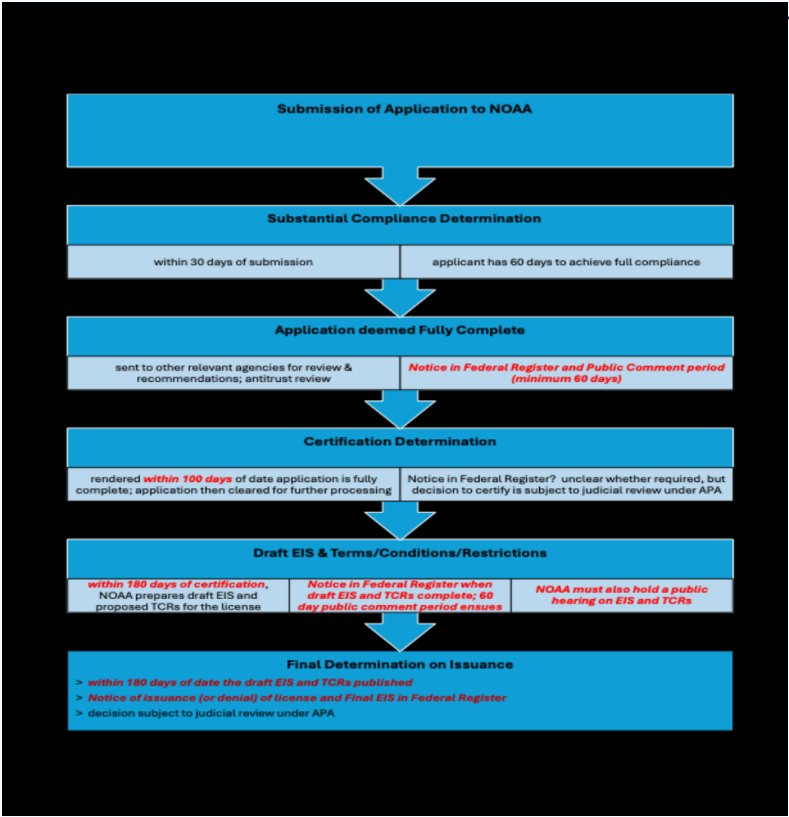 Submission of Application to NOAA
Substantial Compliance Determination
within 30 days of submission
applicant has 60 days to achieve full compliance
Application deemed Fully Complete
sent to other relevant agencies for review &
recommendations; antitrust review
Notice in Federal Register and Public Comment period
(minimum 60 days)
Certification Determination
rendered within 100 days of date application is fully
complete; application then cleared for further processing
Notice in Federal Register? unclear whether required, but
decision to certify is subject to judicial review under APA
Draft EIS & Terms/Conditions/Restrictions
within 180 days of certification,
NOAA prepares draft EIS and
proposed TCRs for the license
Notice in Federal Register when
draft EIS and TCRs complete; 60
day public comment period ensues
NOAA must also hold a public
hearing on EIS and TCRs
Final Determination on Issuance
> within 180 days of date the draft EIS and TCRs published
> Notice of issuance (or denial) of license and Final EIS in Federal Register
> decision subject to judicial review under APA